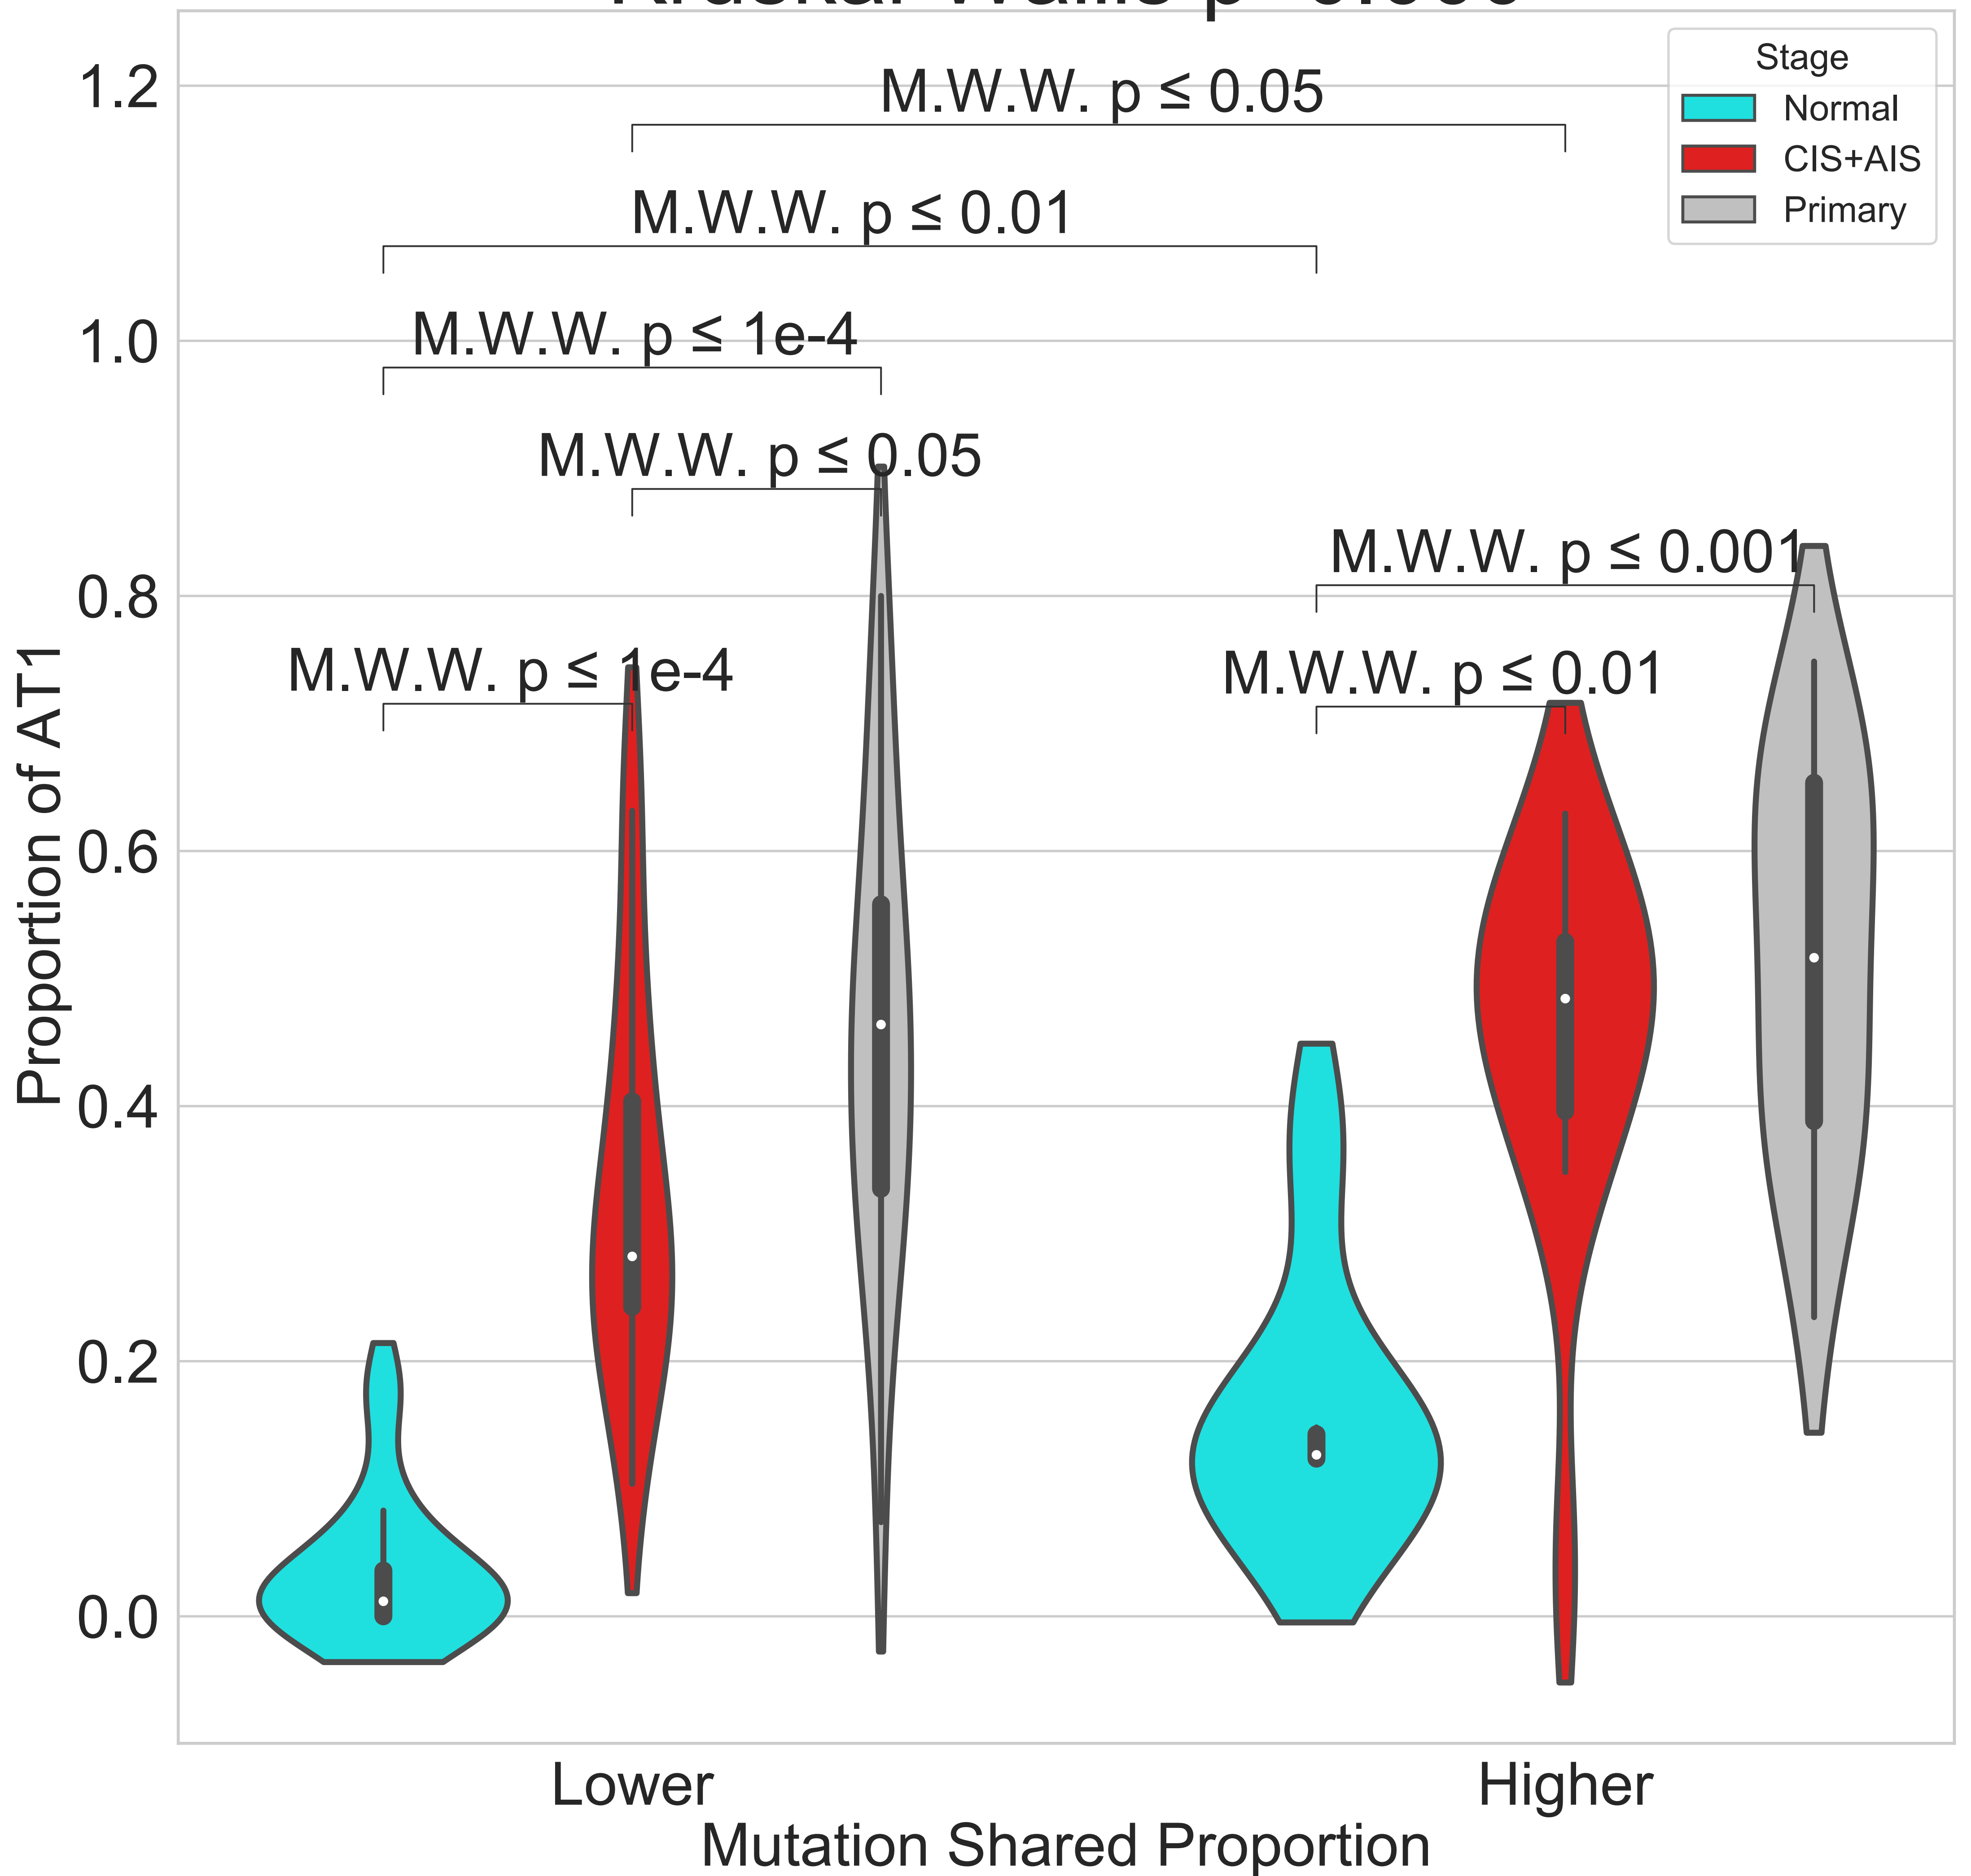 1.2
1.0
0.8
0.6
0.4
0.2
0.0
Proportion of AT1
M.W.W. p ≤ 0.05
M.W.W. p ≤ 0.01
M.W.W. p ≤ 1e-4
M.W.W. p ≤ 0.05
M.W.W. p ≤ 1e-4
M.W.W. p ≤ 0.001
M.W.W. p ≤ 0.01
Stage
Normal
CIS+AIS
Primary
Lower
Higher
Mutation Shared Proportion